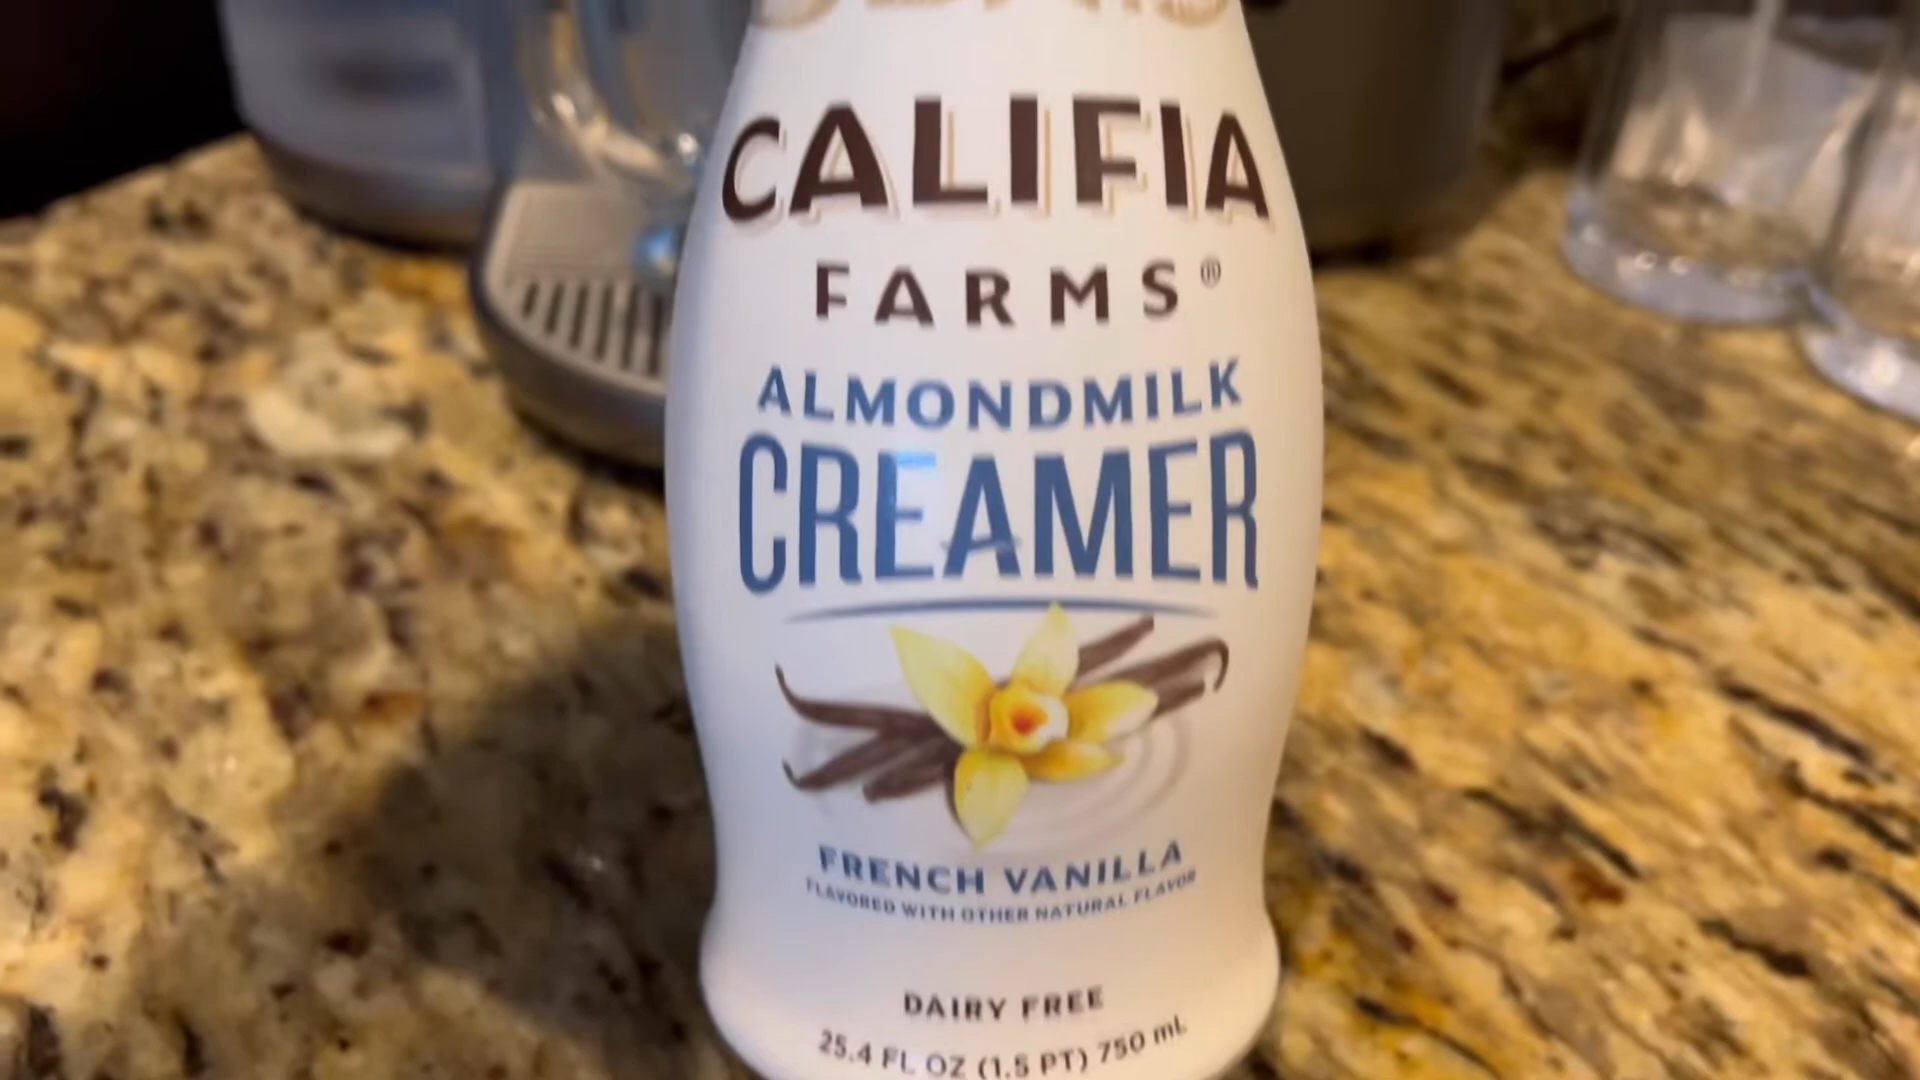 CALIFIA
FARMS®
ALMONDMILK
CREAMER
FRENCH VANILLA
FLAVORED WITH OTHER NATURAL FLAVOR
DAIRY FREE
25.4 FL OZ (1.5 PT) 750 mL